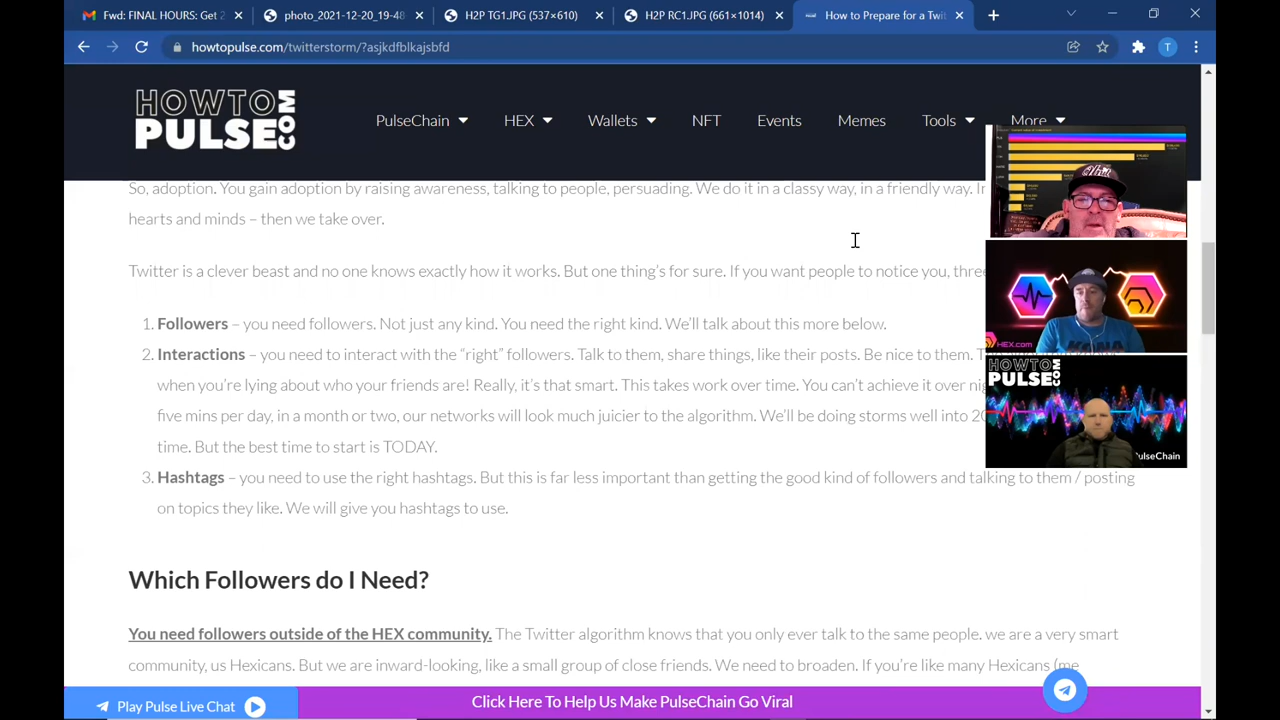 Fwd: FINAL HOURS: Get 2
photo_2021-12-20_19-48
H2P TG1.JPG (537×610)
H2P RC1.JPG (661×1014)
How to Prepare for a Twi
howtopulse.com/twitterstorm/?asjkdfblkajsbfd
T
HOWTO
PULSE
COM
PulseChain
HEX
Wallets
NFT
Events
Memes
Tools
More
So, adoption. You gain adoption by raising awareness, talking to people, persuading. We do it in a classy way, in a friendly way. In
hearts and minds – then we take over.
Twitter is a clever beast and no one knows exactly how it works. But one thing's for sure. If you want people to notice you, three
1. Followers – you need followers. Not just any kind. You need the right kind. We'll talk about this more below.
2. Interactions – you need to interact with the “right” followers. Talk to them, share things, like their posts. Be nice to them.
when you're lying about who your friends are! Really, it's that smart. This takes work over time. You can't achieve it over
five mins per day, in a month or two, our networks will look much juicier to the algorithm. We'll be doing storms well into
time. But the best time to start is TODAY.
3. Hashtags – you need to use the right hashtags. But this is far less important than getting the good kind of followers and talking to them / posting
on topics they like. We will give you hashtags to use.
HEX.com
HOWTO
PULSE
COM
PulseChain
Which Followers do I Need?
You need followers outside of the HEX community. The Twitter algorithm knows that you only ever talk to the same people. we are a very smart
community, us Hexicans. But we are inward-looking, like a small group of close friends. We need to broaden. If you're like many Hexicans (me
Play Pulse Live Chat
Click Here To Help Us Make PulseChain Go Viral